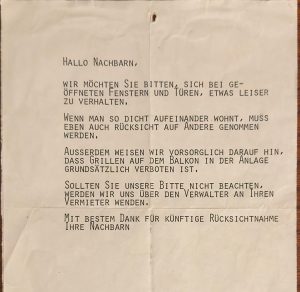 HALLO NACHBARN,
WIR MÖCHTEN SIE BITTEN, SICH BEI GE-
ÖFFNETEN FENSTERN UND TÜREN, ETWAS LEISER
ZU VERHALTEN.
WENN MAN SO DICHT AUFEINANDER WOHNT, MUSS
EBEN AUCH RÜCKSICHT AUF ANDERE GENOMMEN
WERDEN.
AUSSERDEM WEISEN WIR VORSORGLICH DARAUF HIN,
DASS GRILLEN AUF DEM BALKON IN DER ANLAGE
GRUNDSÄTZLICH VERBOTEN IST.
SOLLTEN SIE UNSERE BITTE NICHT BEACHTEN,
WERDEN WIR UNS ÜBER DEN VERWALTER AN IHREN
VERMIETER WENDEN.
MIT BESTEM DANK FÜR KÜNFTIGE RÜCKSICHTNAHME
IHRE NACHBARN